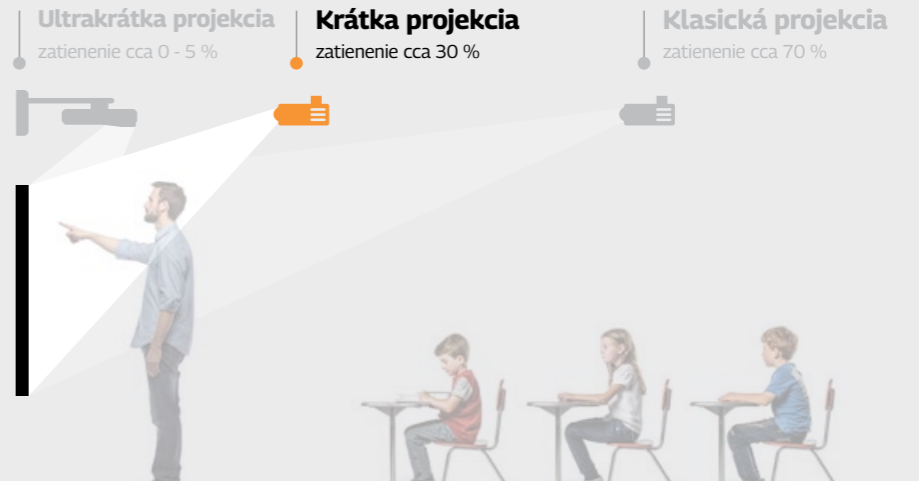 Ultrakrátka projekcia
zatienenie cca 0 - 5 %
Krátka projekcia
zatienenie cca 30 %
Klasická projekcia
zatienenie cca 70 %